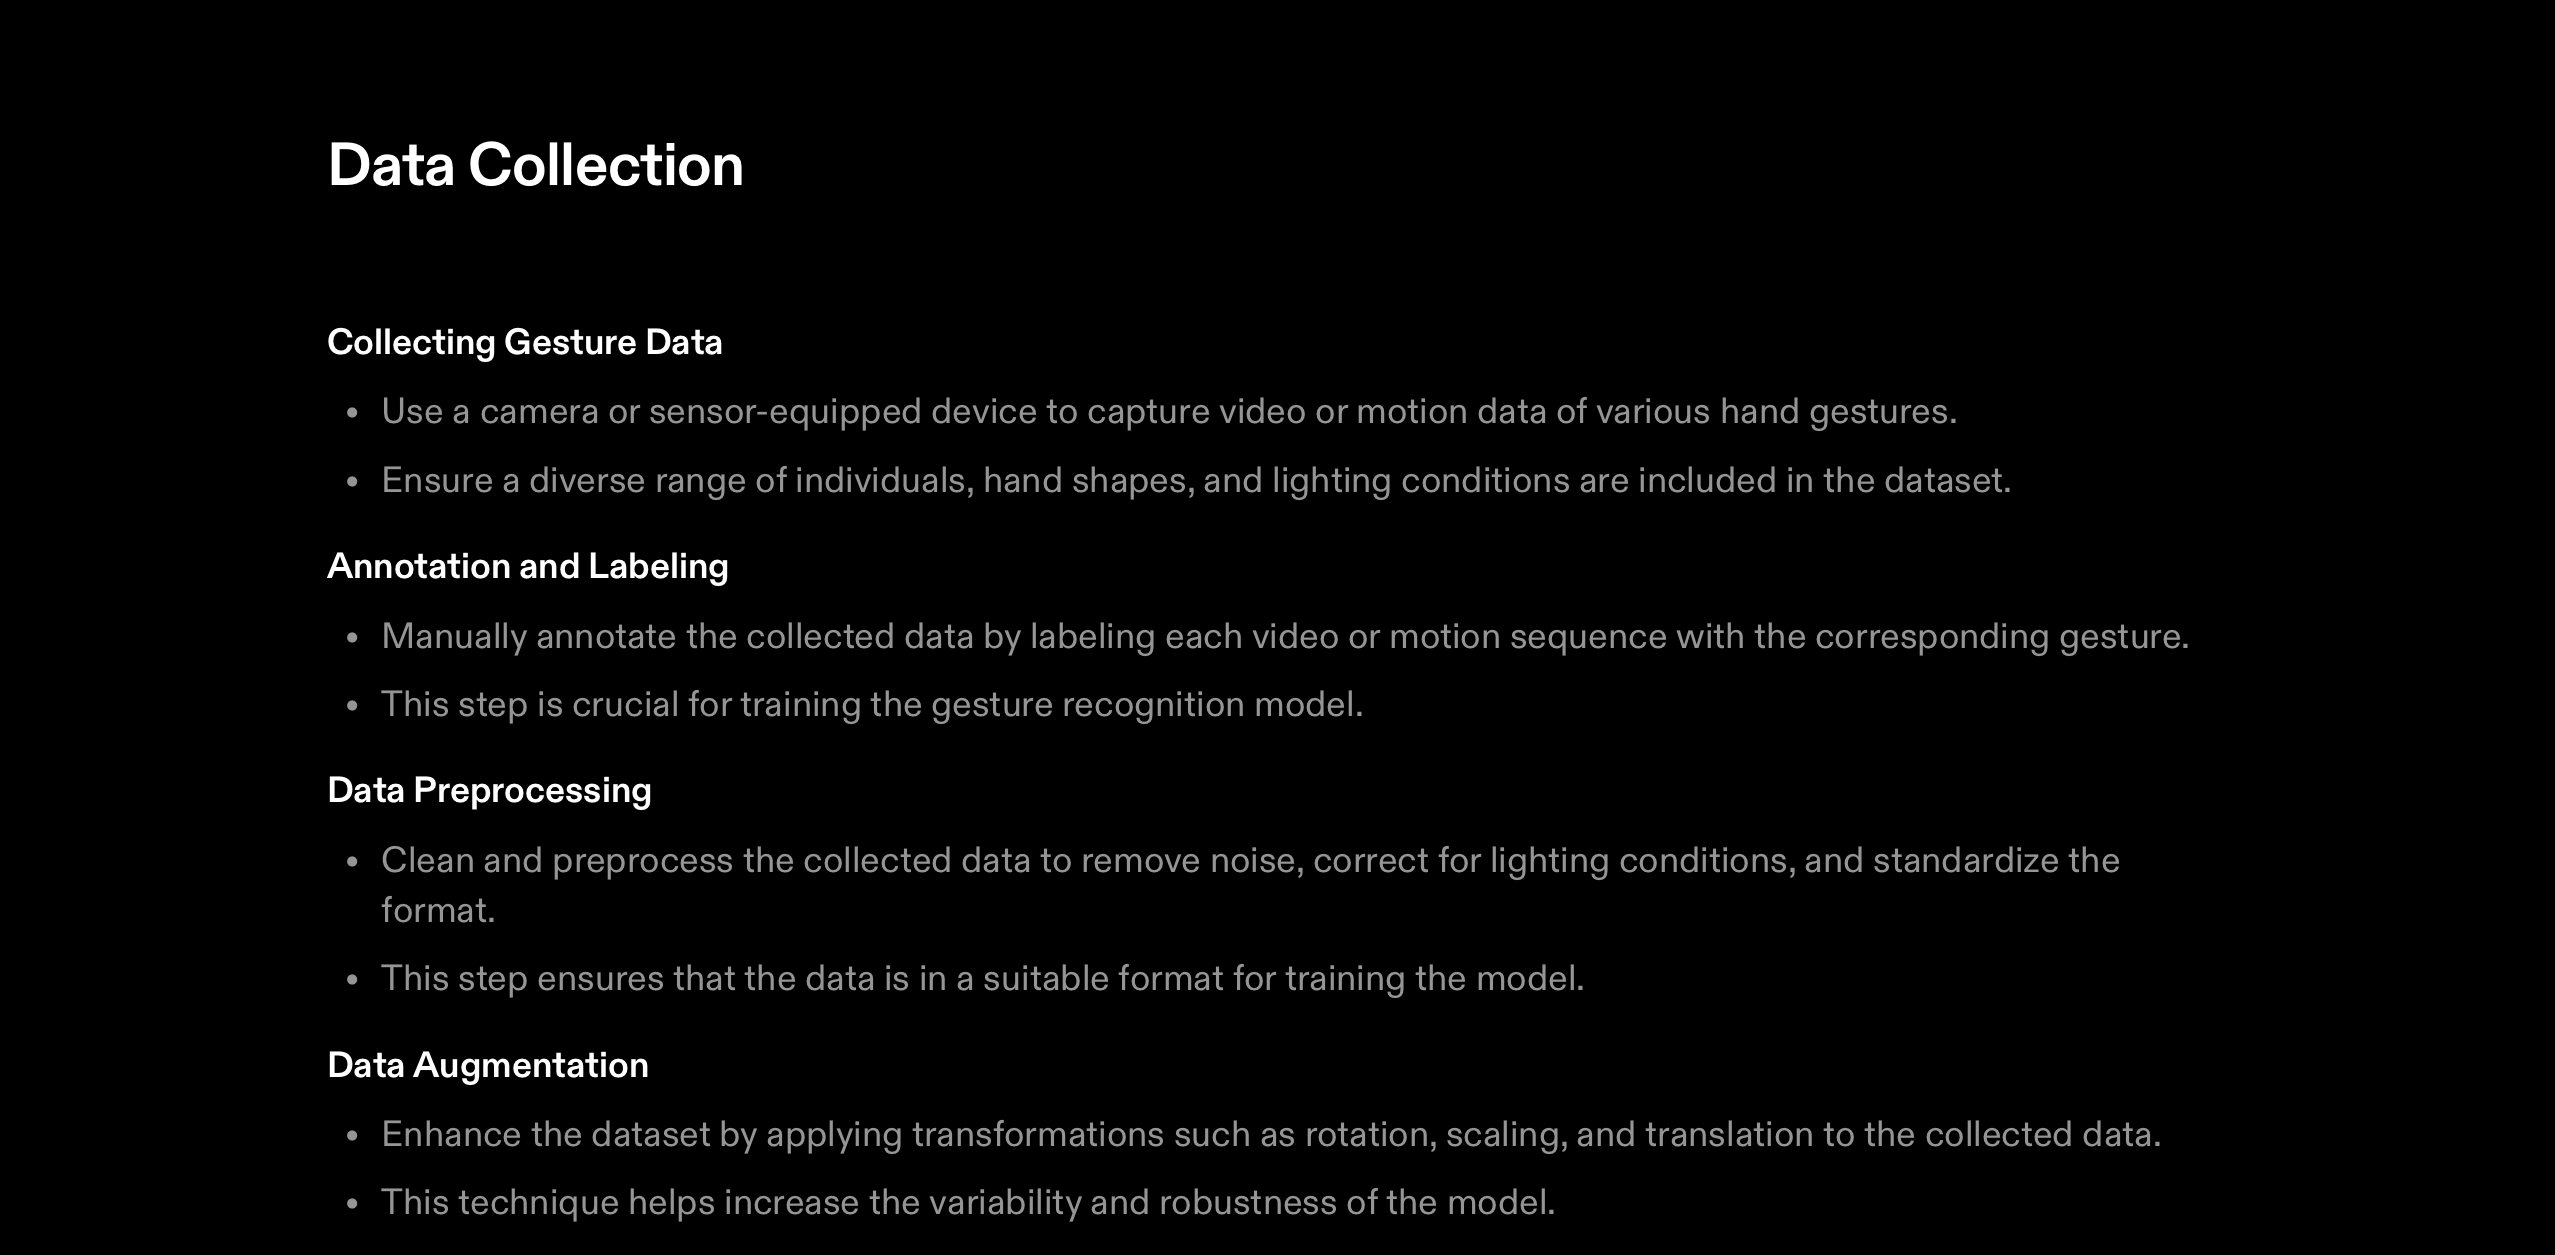 Data Collection
Collecting Gesture Data
• Use a camera or sensor-equipped device to capture video or motion data of various hand gestures.
• Ensure a diverse range of individuals, hand shapes, and lighting conditions are included in the dataset.
Annotation and Labeling
• Manually annotate the collected data by labeling each video or motion sequence with the corresponding gesture.
• This step is crucial for training the gesture recognition model.
Data Preprocessing
• Clean and preprocess the collected data to remove noise, correct for lighting conditions, and standardize the
format.
• This step ensures that the data is in a suitable format for training the model.
Data Augmentation
• Enhance the dataset by applying transformations such as rotation, scaling, and translation to the collected data.
• This technique helps increase the variability and robustness of the model.